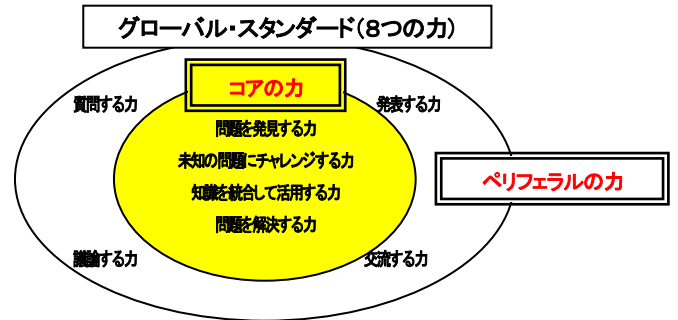 グローバル・スタンダード（８つの力）
コアの力
質問する力
発表する力
問題を発見する力
未知の問題にチャレンジする力
ペリフェラルの力
知識を統合して活用する力
問題を解決する力
議論する力
交流する力